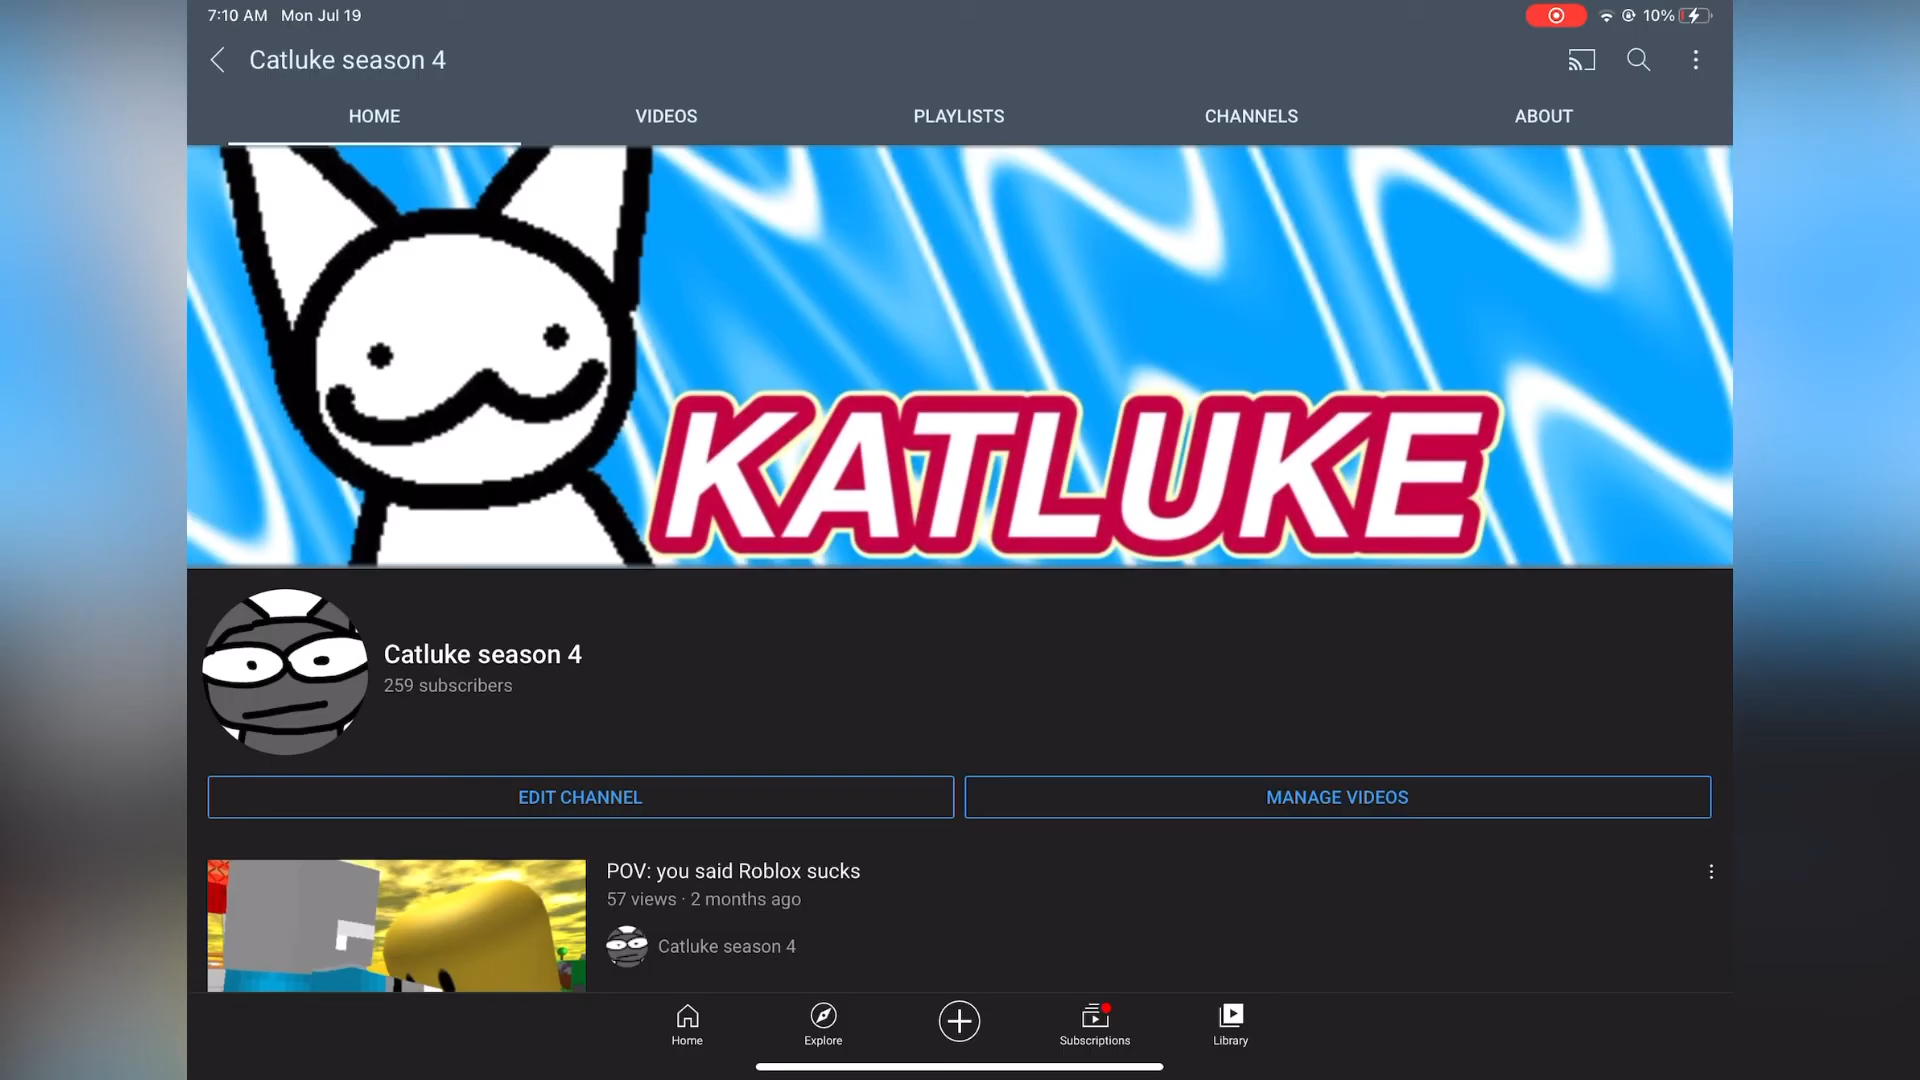 7:10 AM Mon Jul 19
10%
Catluke season 4
HOME VIDEOS PLAYLISTS CHANNELS ABOUT
KATLUKE
Catluke season 4
259 subscribers
EDIT CHANNEL MANAGE VIDEOS
POV: you said Roblox sucks
57 views · 2 months ago
Catluke season 4
Home Explore Subscriptions Library